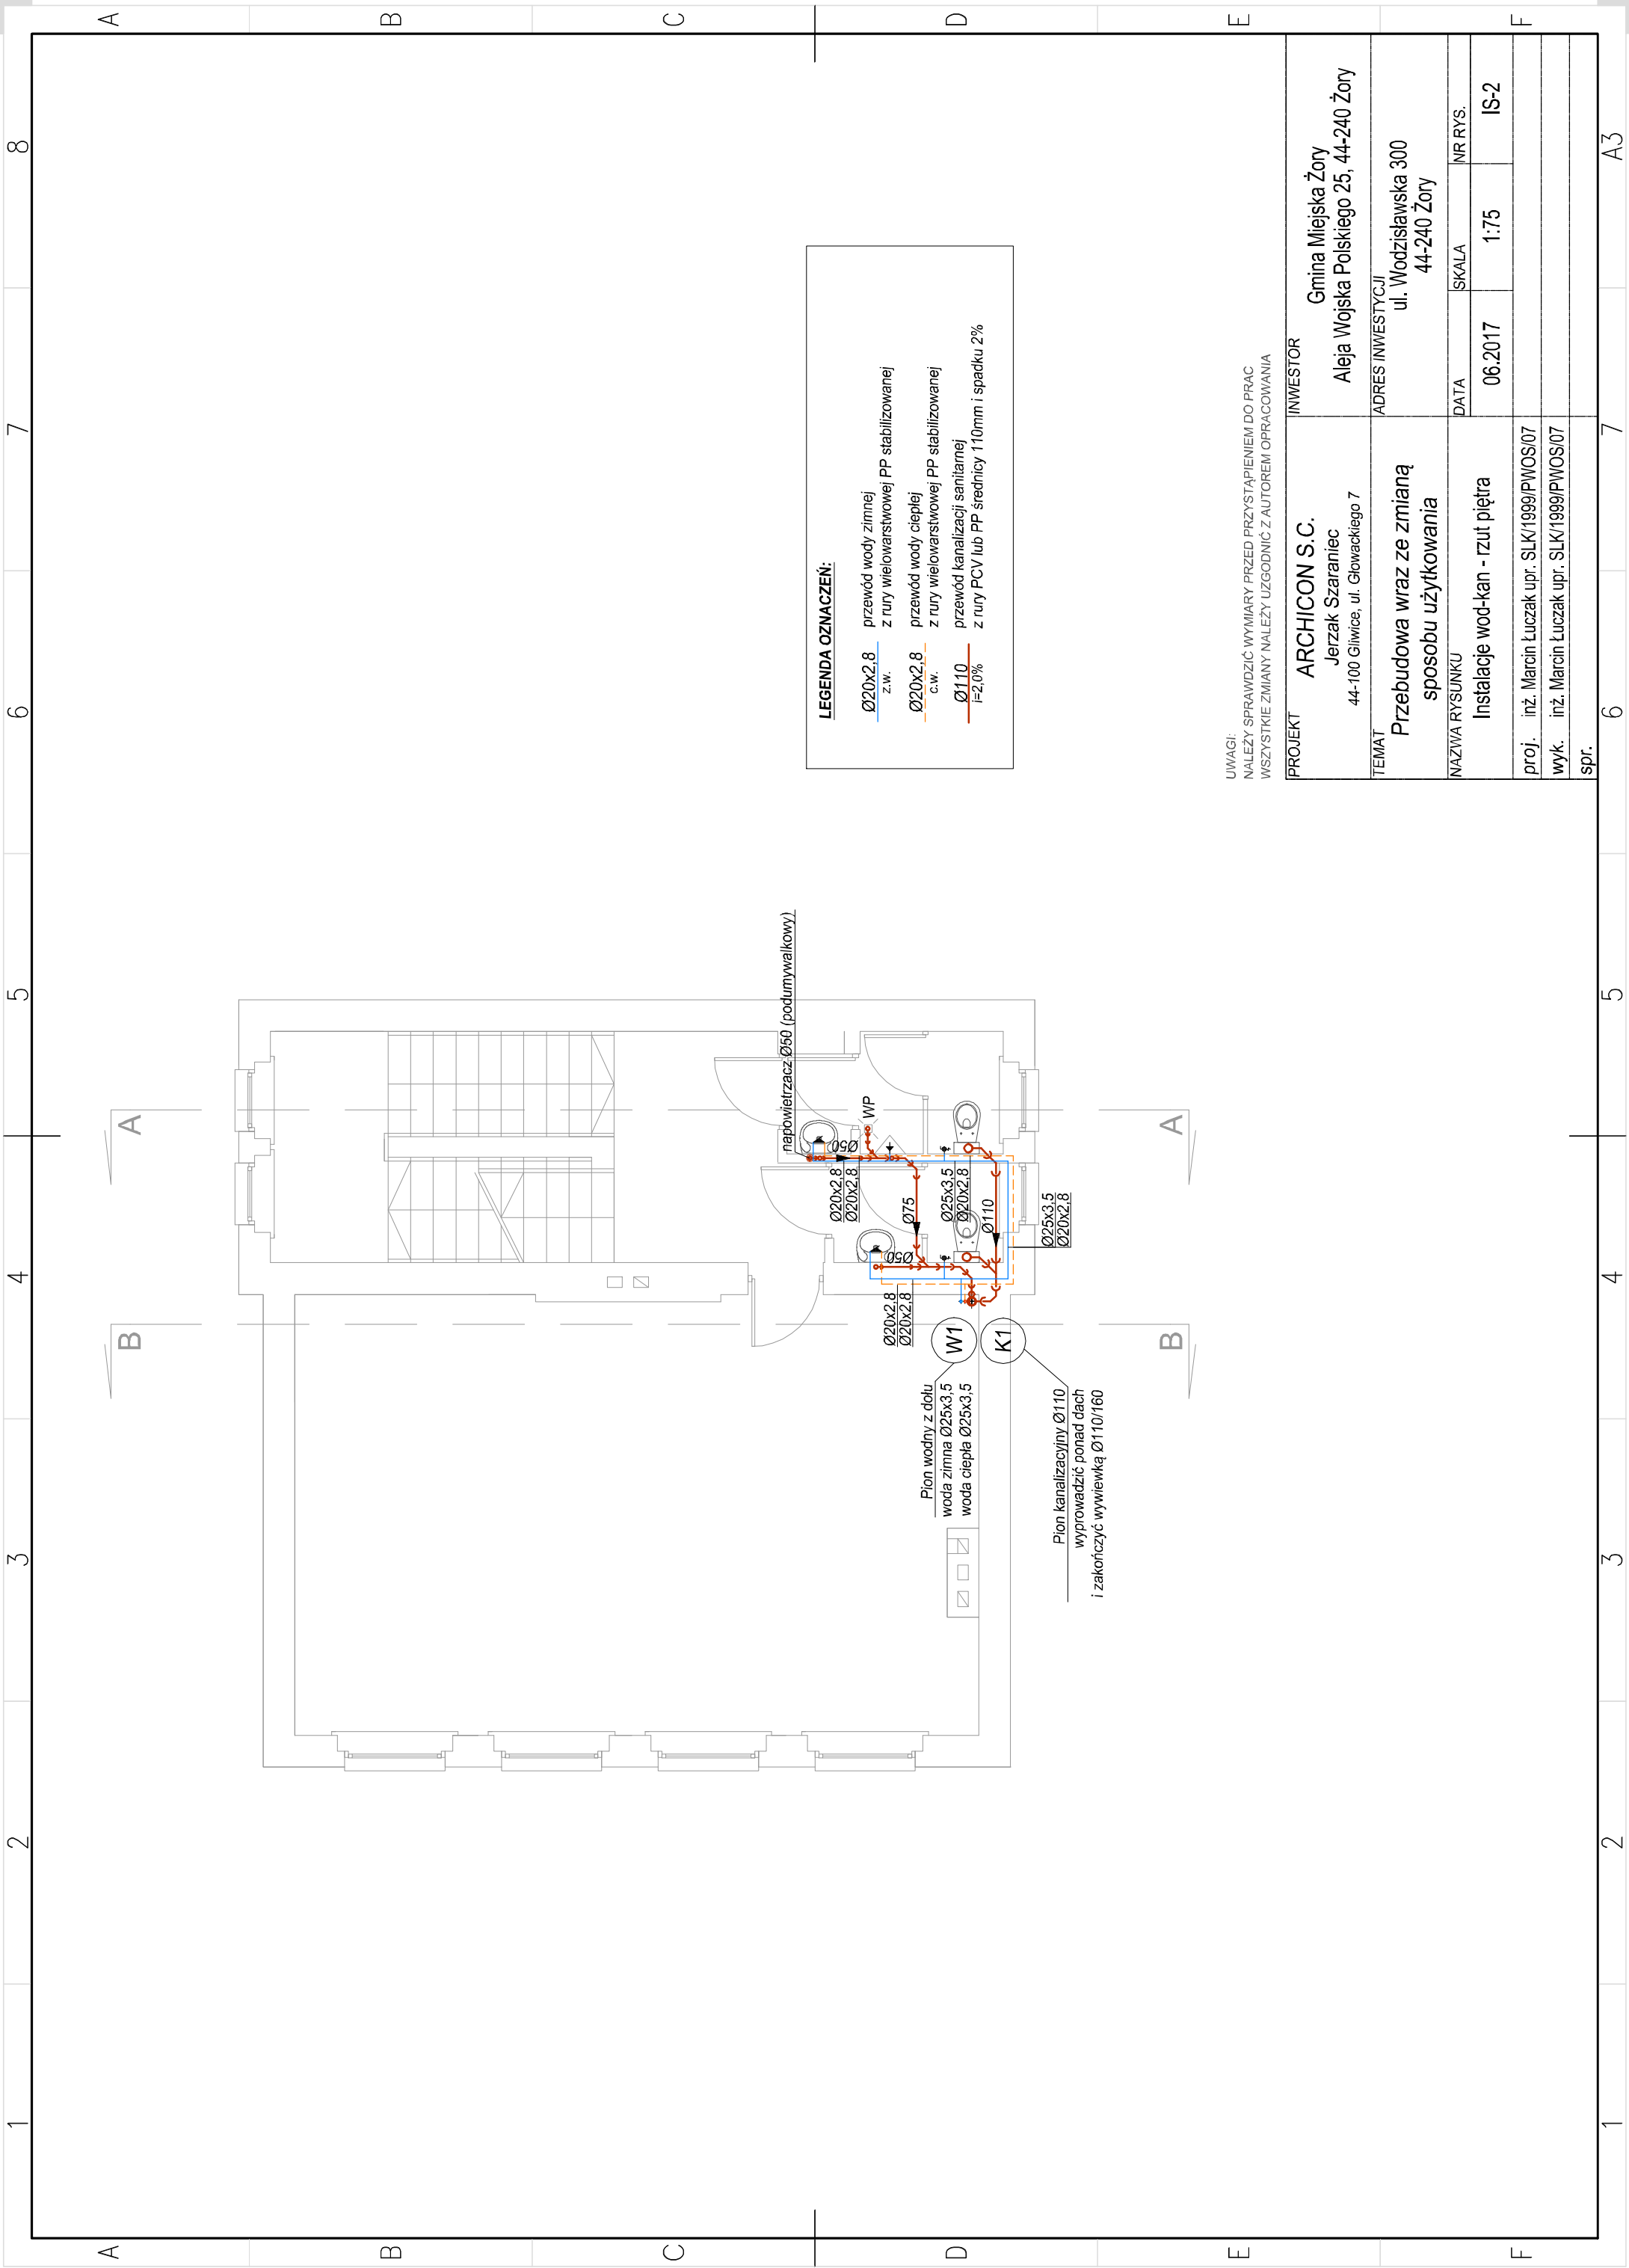 1
2
3
4
5
6
7
8
A
B
C
D
E
F
A
B
C
D
E
F
1
2
3
4
5
6
7
A3
A
A
B
B
napowietrzacz Ø50 (podumywalkowy)
Ø50
WP
Ø20x2,8
Ø20x2,8
Ø75
Ø25x3,5
Ø20x2,8
Ø110
Ø25x3,5
Ø20x2,8
Ø50
Ø20x2,8
Ø20x2,8
W1
K1
Pion wodny z dołu
woda zimna Ø25x3,5
woda ciepła Ø25x3,5
Pion kanalizacyjny Ø110
wyprowadzić ponad dach
i zakończyć wywiewką Ø110/160
LEGENDA OZNACZEŃ:
Ø20x2,8 przewód wody zimnej
z.w. z rury wielowarstwowej PP stabilizowanej
Ø20x2,8 przewód wody ciepłej
c.w. z rury wielowarstwowej PP stabilizowanej
Ø110 przewód kanalizacji sanitarnej
i=2,0% z rury PCV lub PP średnicy 110mm i spadku 2%
UWAGI:
NALEŻY SPRAWDZIĆ WYMIARY PRZED PRZYSTĄPIENIEM DO PRAC
WSZYSTKIE ZMIANY NALEŻY UZGODNIĆ Z AUTOREM OPRACOWANIA
PROJEKT
ARCHICON S.C.
Jerzak Szaraniec
44-100 Gliwice, ul. Głowackiego 7
INWESTOR
Gmina Miejska Żory
Aleja Wojska Polskiego 25, 44-240 Żory
TEMAT
Przebudowa wraz ze zmianą
sposobu użytkowania
ADRES INWESTYCJI
ul. Wodzisławska 300
44-240 Żory
NAZWA RYSUNKU
Instalacje wod-kan - rzut piętra
DATA SKALA NR RYS.
06.2017 1:75 IS-2
proj. inż. Marcin Łuczak upr. SLK/1999/PWOS/07
wyk. inż. Marcin Łuczak upr. SLK/1999/PWOS/07
spr.